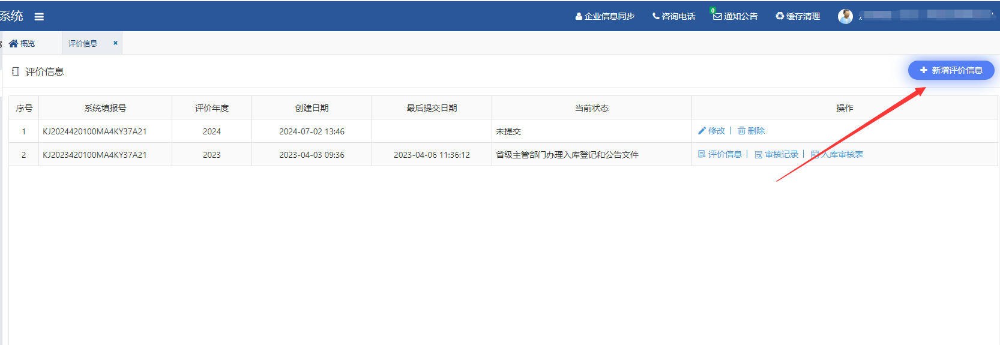 系统 企业信息同步 咨询电话 0 通知公告 缓存清理
概览 评价信息 ×
评价信息 新增评价信息
序号 系统填报号 评价年度 创建日期 最后提交日期 当前状态 操作
1 KJ2024420100MA4KY37A21 2024 2024-07-02 13:46 未提交 修改 | 删除
2 KJ2023420100MA4KY37A21 2023 2023-04-03 09:36 2023-04-06 11:36:12 省级主管部门办理入库登记和公告文件 评价信息 | 审核记录 | 入库审核表